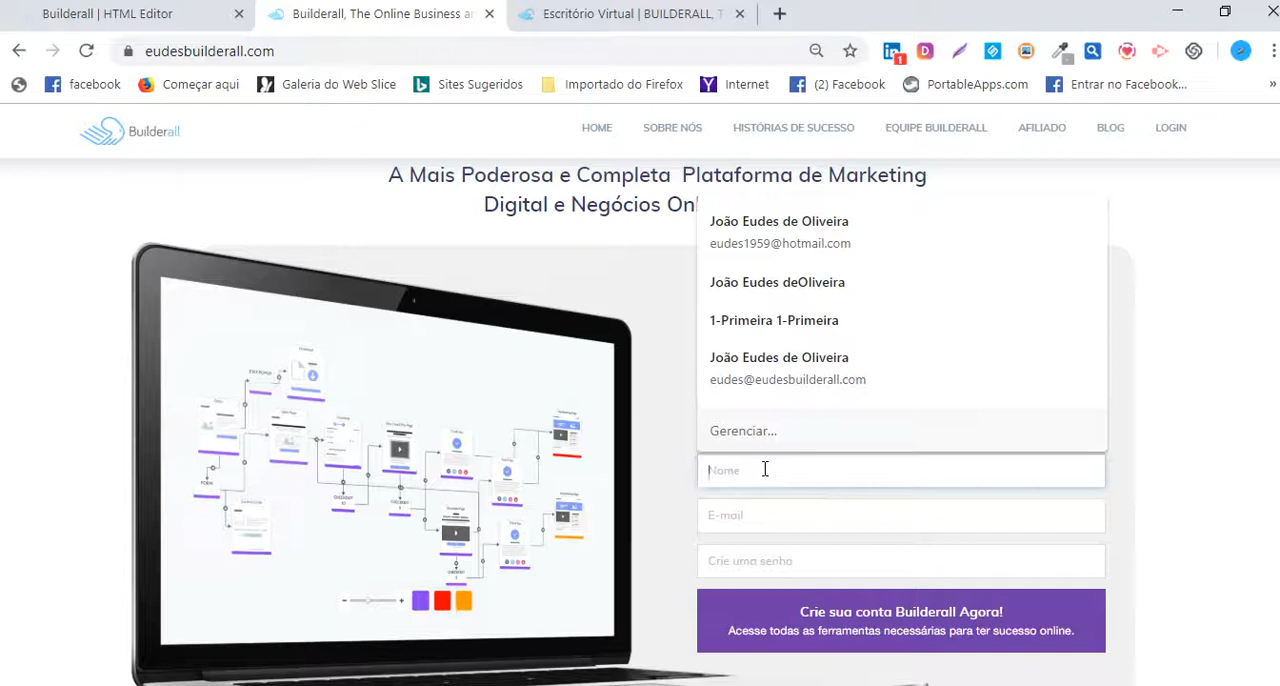 Builderall | HTML Editor
Builderall, The Online Business an
Escritório Virtual | BUILDERALL, T
eudesbuilderall.com
1
facebook
Começar aqui
Galeria do Web Slice
Sites Sugeridos
Importado do Firefox
Internet
(2) Facebook
PortableApps.com
Entrar no Facebook...
Builderall
HOME
SOBRE NÓS
HISTÓRIAS DE SUCESSO
EQUIPE BUILDERALL
AFILIADO
BLOG
LOGIN
A Mais Poderosa e Completa Plataforma de Marketing
Digital e Negócios Onl
João Eudes de Oliveira
eudes1959@hotmail.com
João Eudes deOliveira
1-Primeira 1-Primeira
João Eudes de Oliveira
eudes@eudesbuilderall.com
Gerenciar...
Nome
E-mail
Crie uma senha
Crie sua conta Builderall Agora!
Acesse todas as ferramentas necessárias para ter sucesso online.